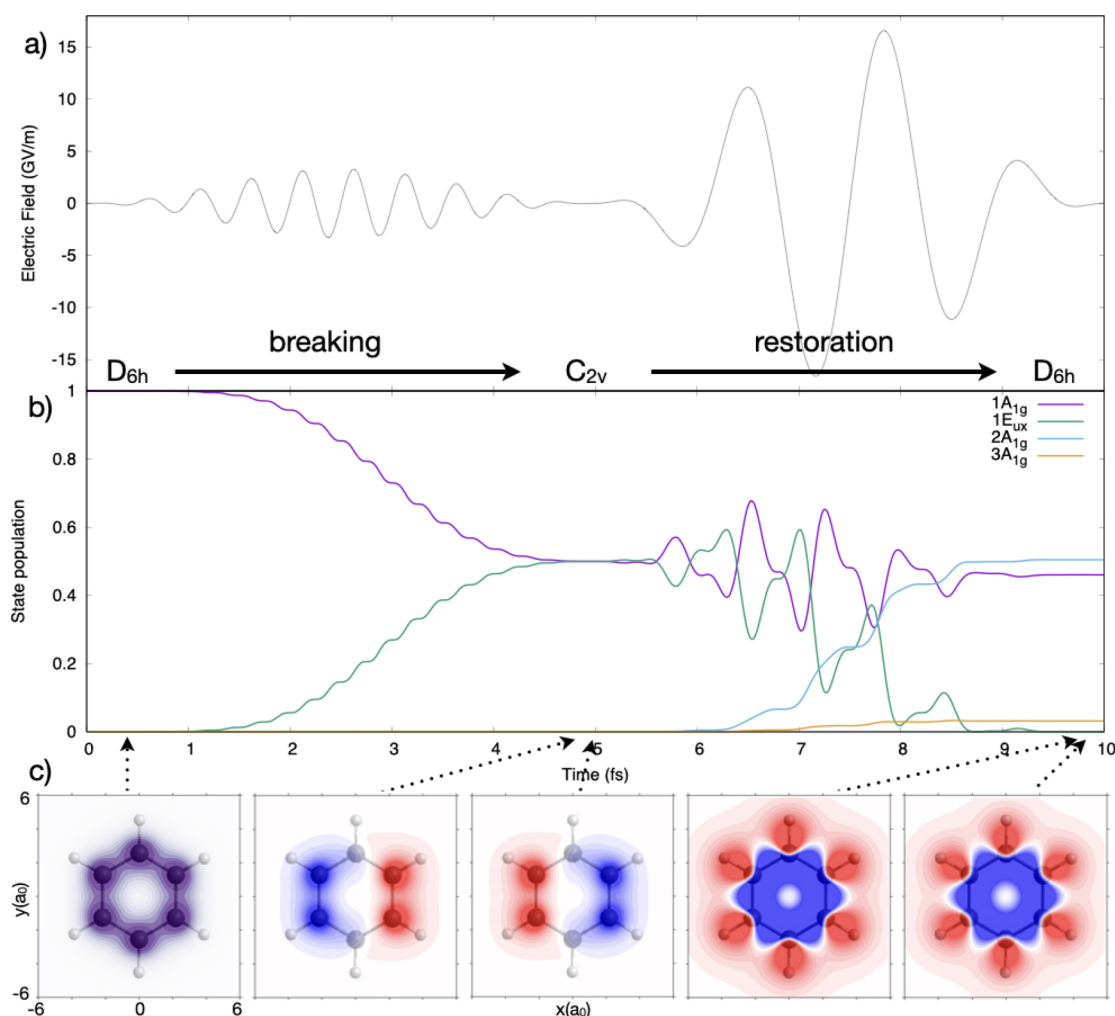 a)
15
10
5
0
-5
-10
-15
Electric Field (GV/m)
breaking
restoration
D6h
C2v
D6h
b)
1
0.8
0.6
0.4
0.2
0
State population
1A1g
1Eux
2A1g
3A1g
0 1 2 3 4 5 6 7 8 9 10
Time (fs)
c)
6
y(a0)
-6
-6 0 6
x(a0)